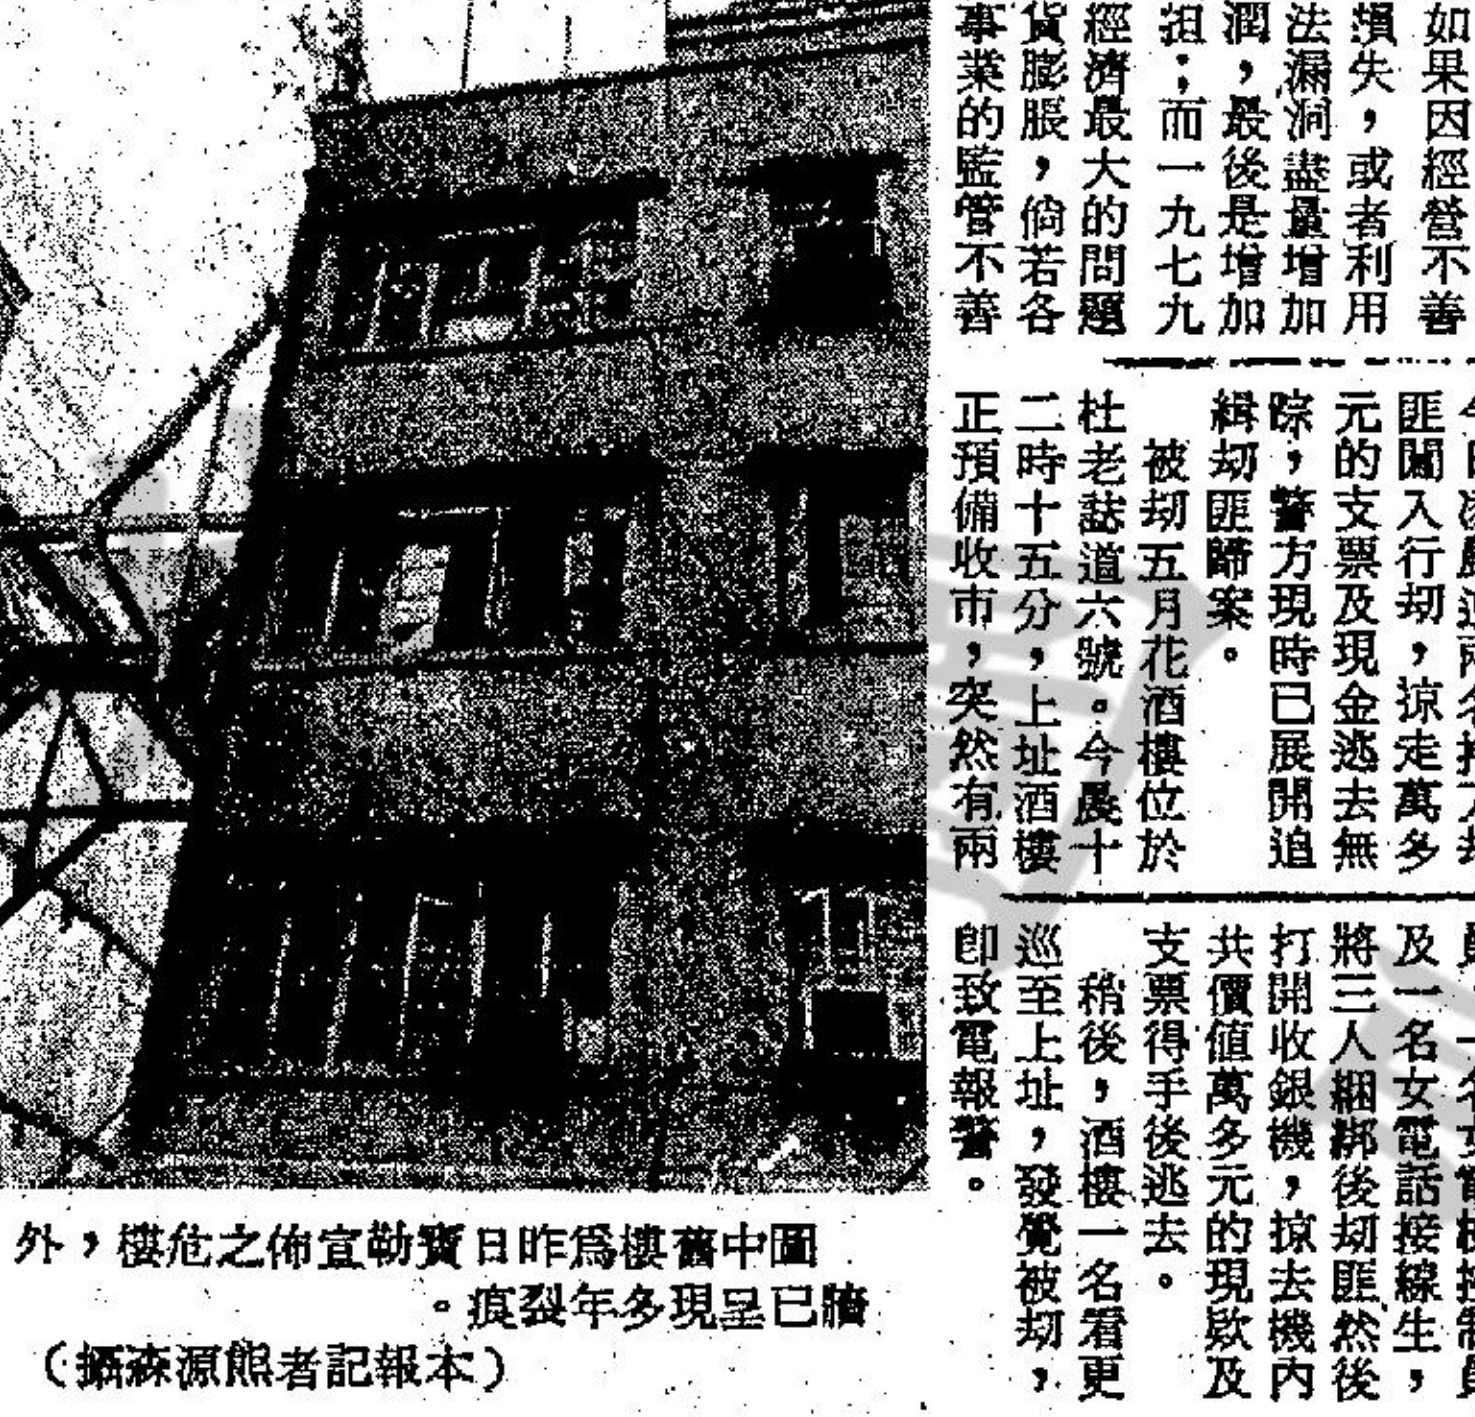 如果因經營不善
損失，或者利用
法漏洞盡量增加
潤，最後是增加
担；而一九七九
經濟最大的問題
貨膨脹，倘若各
事業的監管不善
匪闖入行刧，掠走萬多
元的支票及現金逃去無
踪，警方現時已展開追
緝刧匪歸案。
被刧五月花酒樓位於
杜老誌道六號。今晨十
二時十五分，上址酒樓
正預備收市，突然有兩
及一名女電話接線生，
將三人綑綁後刧匪然後
打開收銀機，掠去機內
共價值萬多元的現欵及
支票得手後逃去。
稍後，酒樓一名看更
巡至上址，發覺被刧，
卽致電報警。
圖中舊樓爲昨日寶勒宣佈之危樓，外
牆已呈現多年裂痕。
（本報記者熊源森攝）